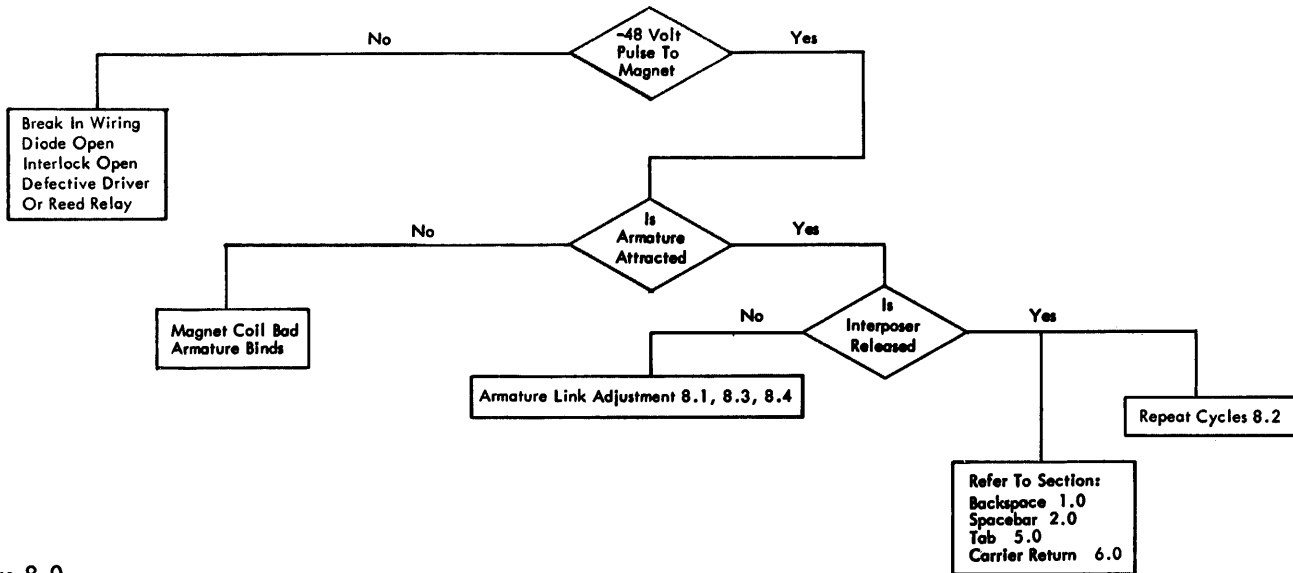 -48 Volt
Pulse To
Magnet
No
Yes
Break In Wiring
Diode Open
Interlock Open
Defective Driver
Or Reed Relay
Is
Armature
Attracted
No
Yes
Magnet Coil Bad
Armature Binds
Is
Interposer
Released
No
Yes
Armature Link Adjustment 8.1, 8.3, 8.4
Repeat Cycles 8.2
Refer To Section:
Backspace 1.0
Spacebar 2.0
Tab 5.0
Carrier Return 6.0
8.0